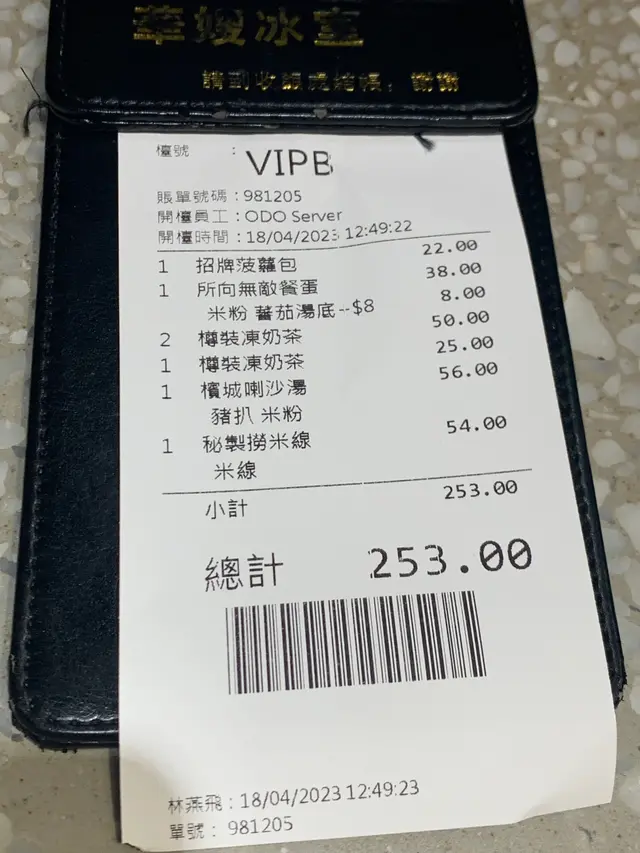 華嫂冰室
請到收銀處結帳，謝謝
檯號 : VIPB
賬單號碼 : 981205
開檯員工 : ODO Server
開檯時間 : 18/04/2023 12:49:22
1 招牌菠蘿包 22.00
1 所向無敵餐蛋 38.00
米粉 蕃茄湯底--$8 8.00
2 樽裝凍奶茶 50.00
1 樽裝凍奶茶 25.00
1 檳城喇沙湯 56.00
豬扒 米粉
1 秘製撈米線 54.00
米線
小計 253.00
總計 253.00
林燕飛 : 18/04/2023 12:49:23
單號 : 981205